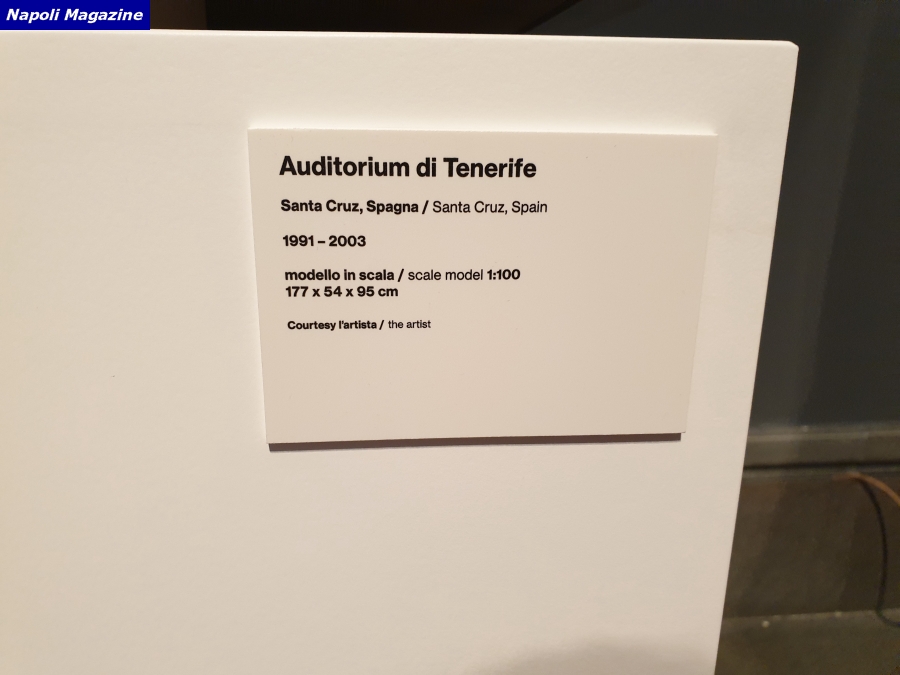 Napoli Magazine
Auditorium di Tenerife
Santa Cruz, Spagna / Santa Cruz, Spain
1991 – 2003
modello in scala / scale model 1:100
177 x 54 x 95 cm
Courtesy l'artista / the artist